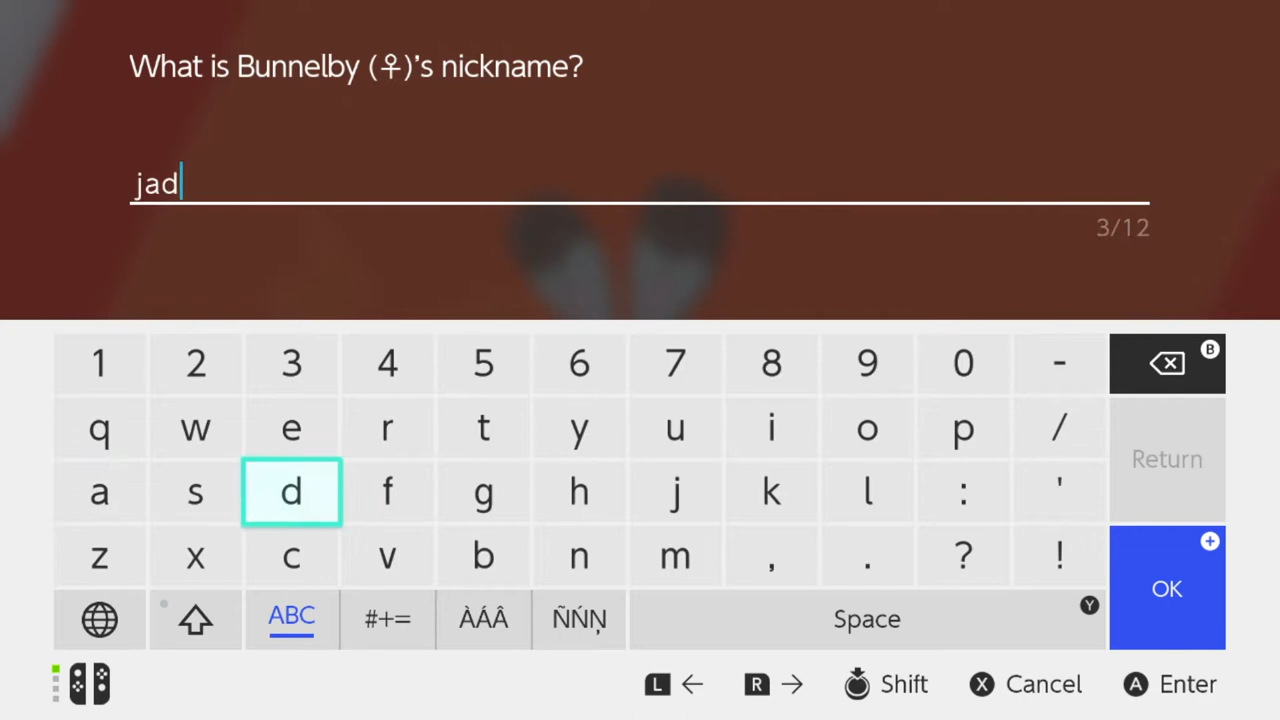 What is Bunnelby (♀)'s nickname?
jad
3/12
1 2 3 4 5 6 7 8 9 0 - B
q w e r t y u i o p / Return
a s d f g h j k l : '
z x c v b n m , . ? ! + OK
ABC #+= ÀÁÂ ÑŃŅ Space Y
L ← R → Shift X Cancel A Enter